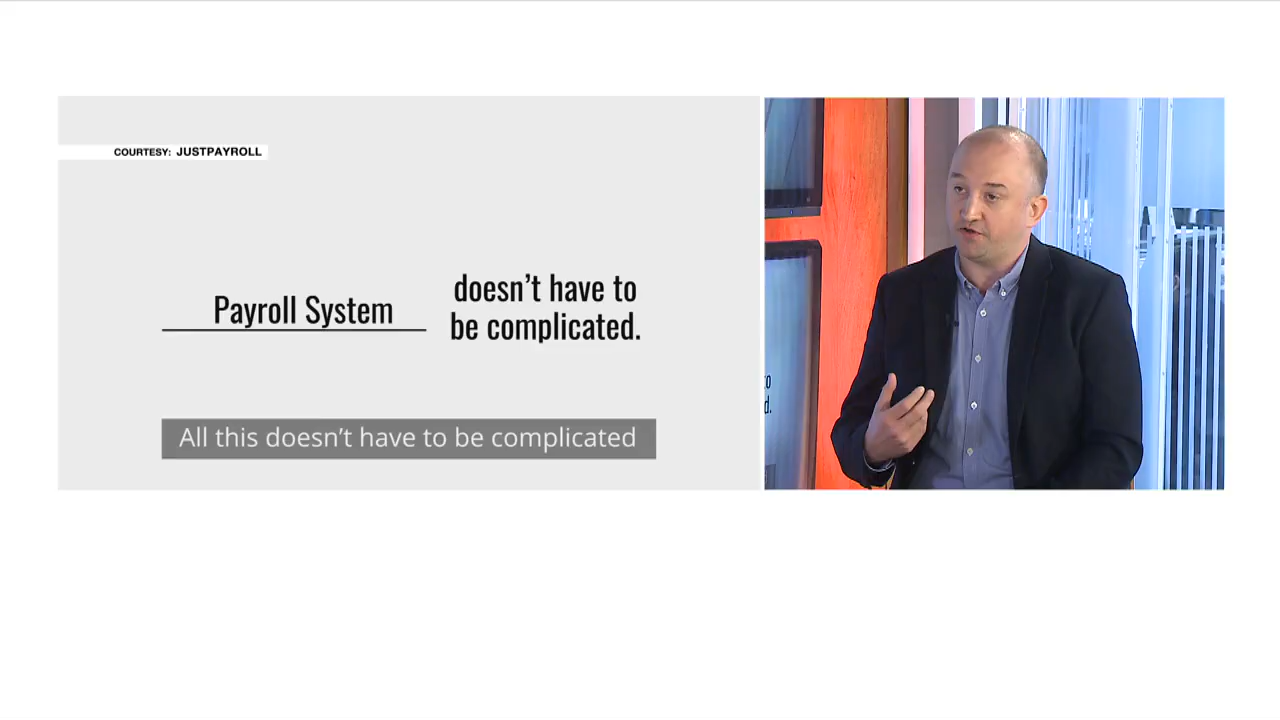 COURTESY: JUSTPAYROLL
Payroll System
doesn't have to
be complicated.
All this doesn't have to be complicated